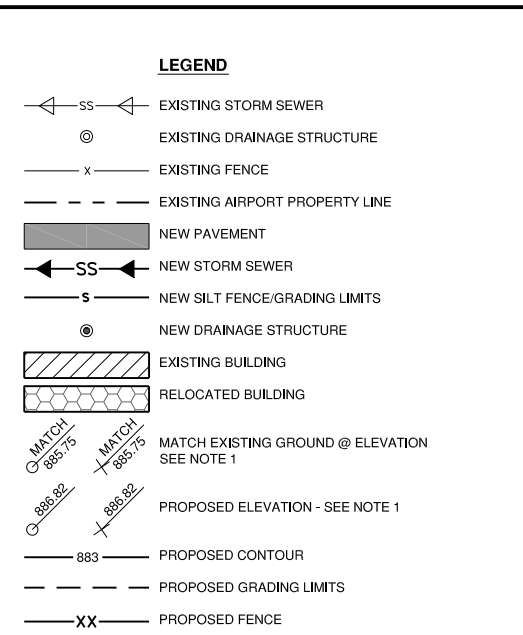 LEGEND
SS EXISTING STORM SEWER
EXISTING DRAINAGE STRUCTURE
x EXISTING FENCE
EXISTING AIRPORT PROPERTY LINE
NEW PAVEMENT
SS NEW STORM SEWER
S NEW SILT FENCE/GRADING LIMITS
NEW DRAINAGE STRUCTURE
EXISTING BUILDING
RELOCATED BUILDING
MATCH
885.75
MATCH
885.75
MATCH EXISTING GROUND @ ELEVATION
SEE NOTE 1
886.82
886.82
PROPOSED ELEVATION - SEE NOTE 1
883 PROPOSED CONTOUR
PROPOSED GRADING LIMITS
XX PROPOSED FENCE